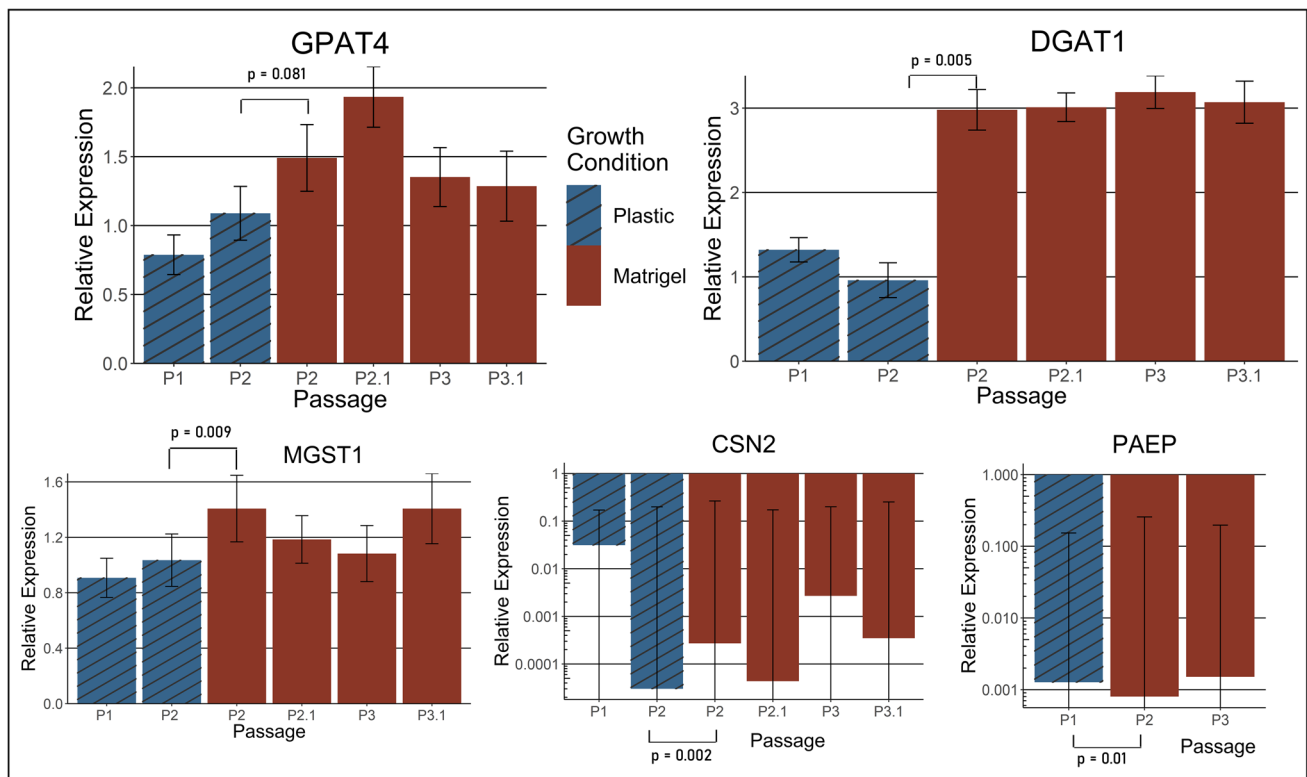 GPAT4
p = 0.081
Relative Expression
2.0
1.5
1.0
0.5
0.0
P1 P2 P2 P2.1 P3 P3.1
Passage
Growth
Condition
Plastic
Matrigel
DGAT1
p = 0.005
Relative Expression
3
2
1
0
P1 P2 P2 P2.1 P3 P3.1
Passage
MGST1
p = 0.009
Relative Expression
1.6
1.2
0.8
0.4
0.0
P1 P2 P2 P2.1 P3 P3.1
Passage
CSN2
Relative Expression
1
0.1
0.01
0.001
0.0001
P1 P2 P2 P2.1 P3 P3.1
p = 0.002
Passage
PAEP
Relative Expression
1.000
0.100
0.010
0.001
P1 P2 P3
p = 0.01
Passage